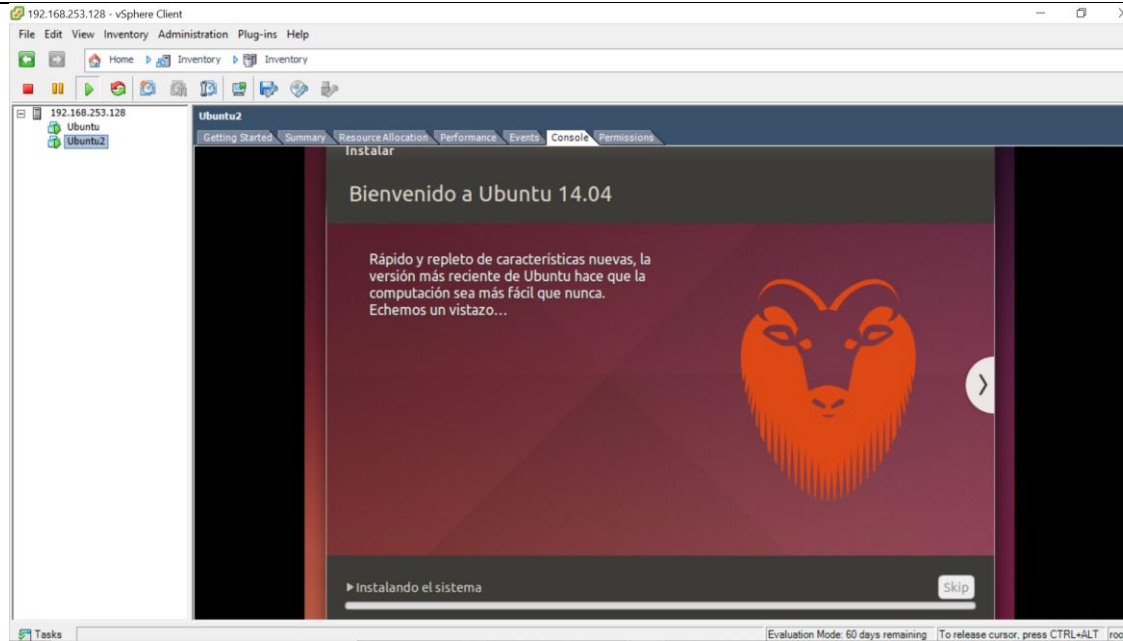 192.168.253.128 - vSphere Client
File Edit View Inventory Administration Plug-ins Help
Home Inventory Inventory
192.168.253.128
Ubuntu
Ubuntu2
Ubuntu2
Getting Started Summary Resource Allocation Performance Events Console Permissions
Instalar
Bienvenido a Ubuntu 14.04
Rápido y repleto de características nuevas, la
versión más reciente de Ubuntu hace que la
computación sea más fácil que nunca.
Echemos un vistazo...
Instalando el sistema
Skip
Tasks
Evaluation Mode: 60 days remaining
To release cursor, press CTRL+ALT
roo